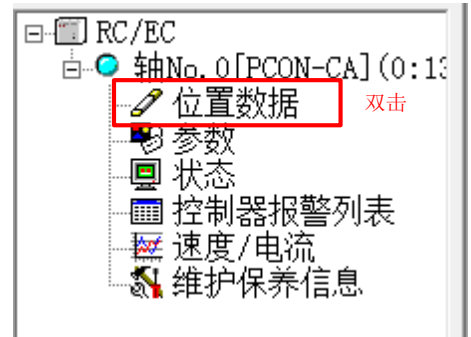 RC/EC
轴No.0[PCON-CA](0:13
位置数据 双击
参数
状态
控制器报警列表
速度/电流
维护保养信息